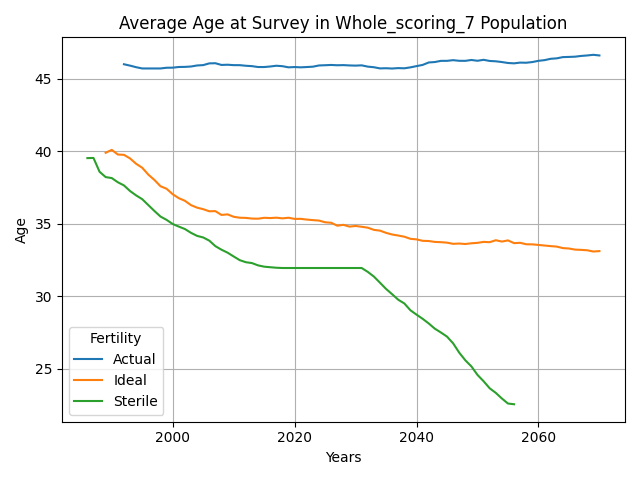 Average Age at Survey in Whole_scoring_7 Population
Age
45
40
35
30
25
Fertility
Actual
Ideal
Sterile
2000 2020 2040 2060
Years